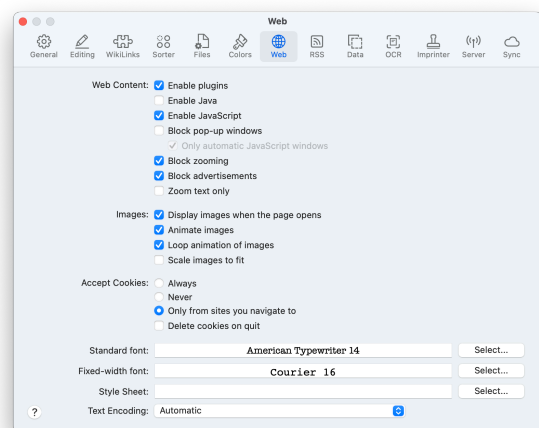 Web
General Editing WikiLinks Sorter Files Colors Web RSS Data OCR Imprinter Server Sync
Web Content: Enable plugins
Enable Java
Enable JavaScript
Block pop-up windows
Only automatic JavaScript windows
Block zooming
Block advertisements
Zoom text only
Images: Display images when the page opens
Animate images
Loop animation of images
Scale images to fit
Accept Cookies: Always
Never
Only from sites you navigate to
Delete cookies on quit
Standard font: American Typewriter 14 Select...
Fixed-width font: Courier 16 Select...
Style Sheet: Select...
? Text Encoding: Automatic